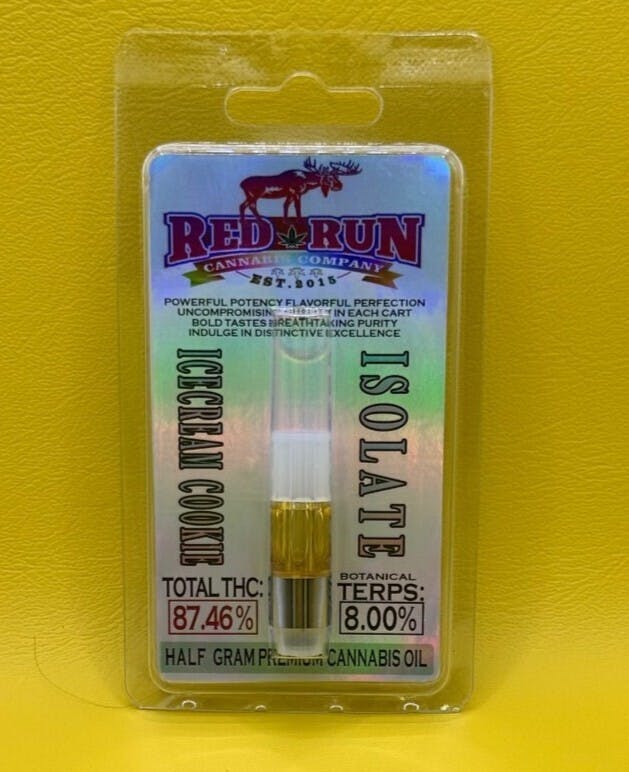 RED RUN
CANNABIS COMPANY
EST. 2015
POWERFUL POTENCY FLAVORFUL PERFECTION
UNCOMPROMISING IN EACH CART
BOLD TASTES BREATHTAKING PURITY
INDULGE IN DISTINCTIVE EXCELLENCE
ICECREAM COOKIE
ISOLATE
TOTAL THC:
87.46%
BOTANICAL
TERPS:
8.00%
HALF GRAM PREMIUM CANNABIS OIL